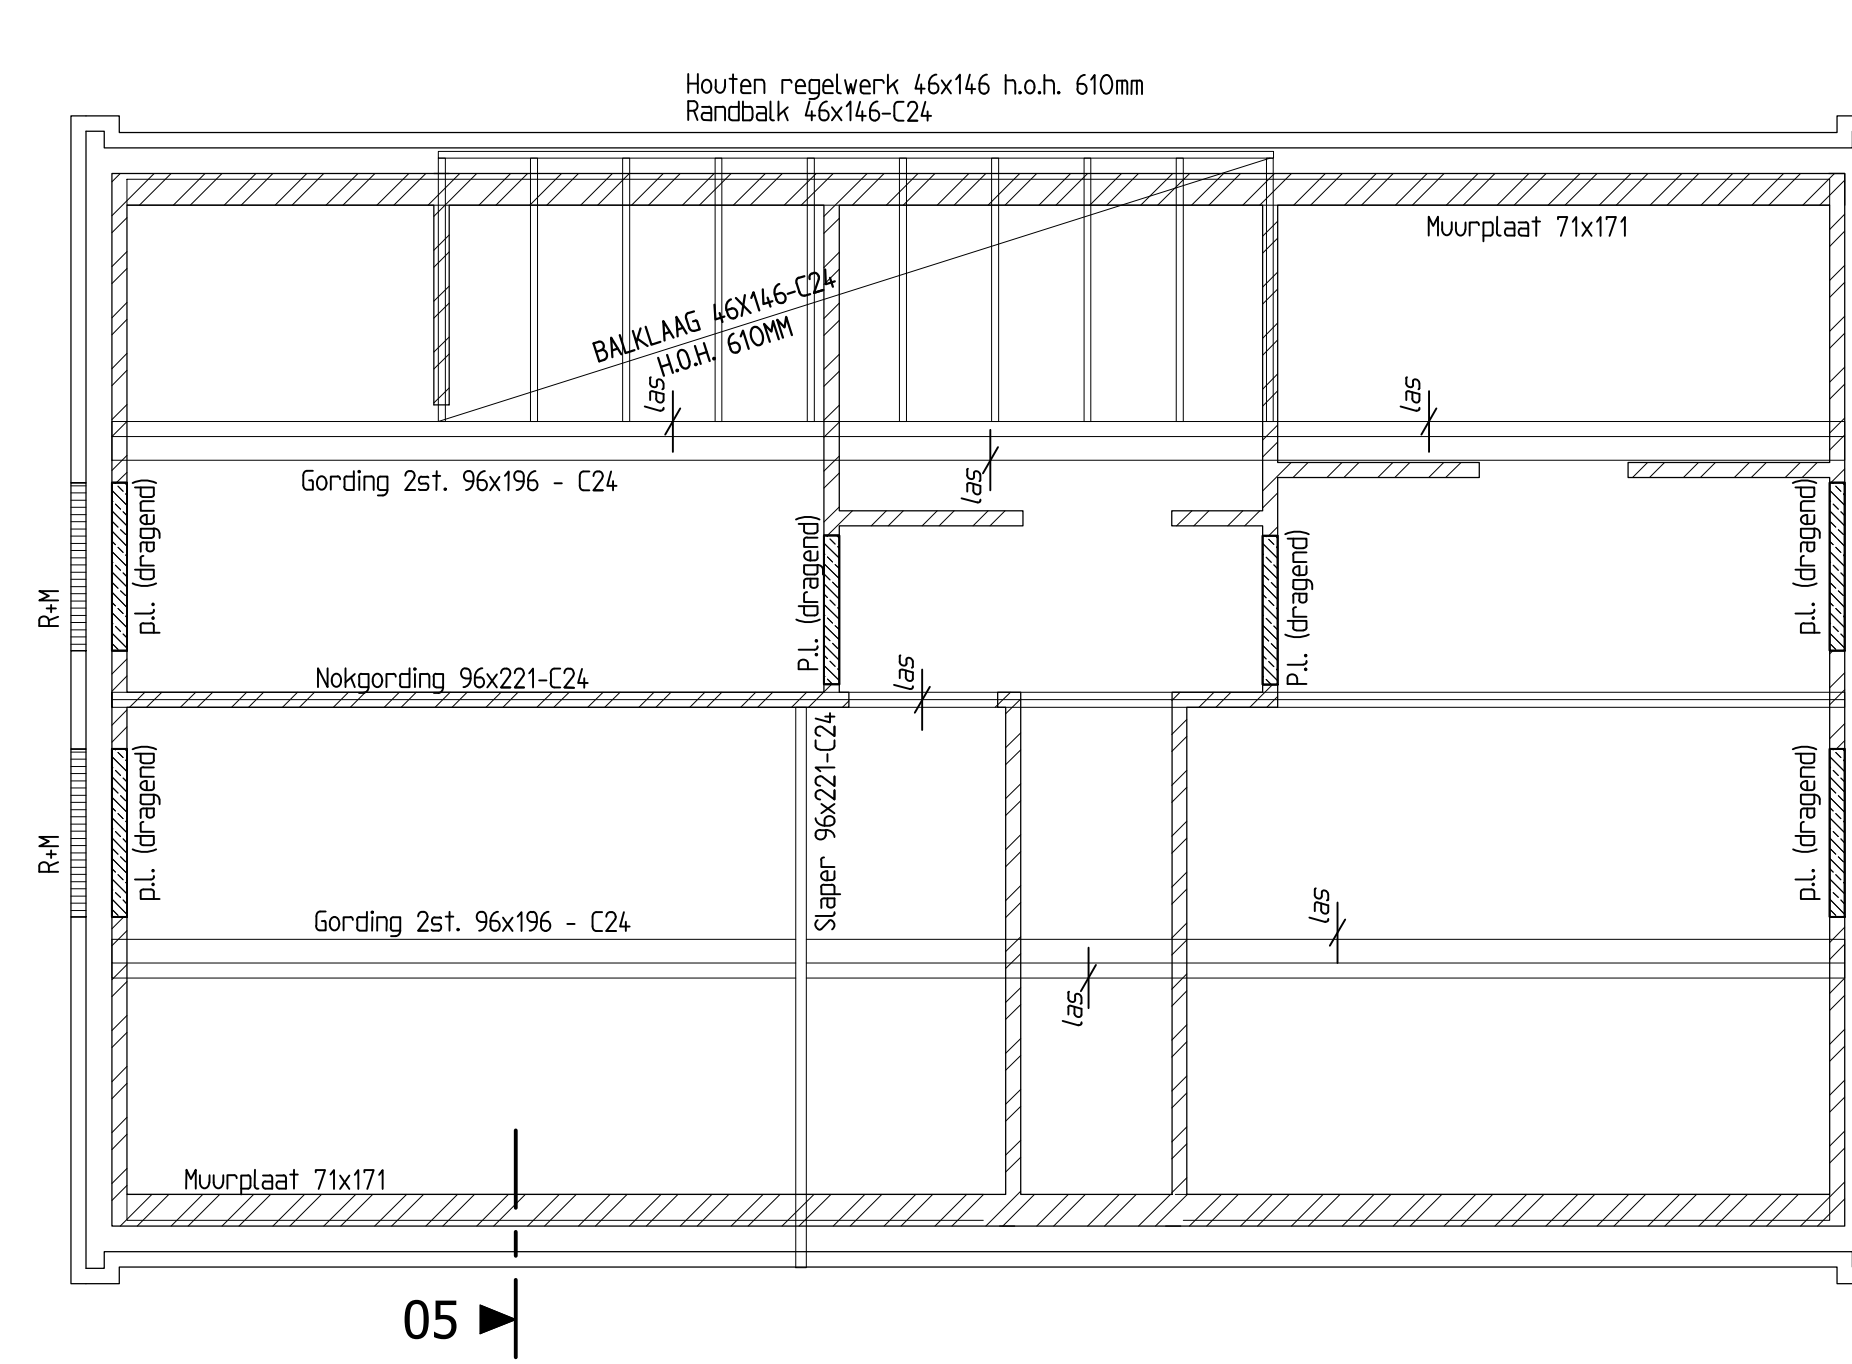 Houten regelwerk 46x146 h.o.h. 610mm
Randbalk 46x146-C24
Muurplaat 71x171
BALKLAAG 46X146-C24
H.O.H. 610MM
las
las
las
Gording 2st. 96x196 - C24
p.l. (dragend)
P.l. (dragend)
P.l. (dragend)
p.l. (dragend)
R+M
Nokgording 96x221-C24
las
Slaper 96x221-C24
p.l. (dragend)
p.l. (dragend)
R+M
Gording 2st. 96x196 - C24
las
las
Muurplaat 71x171
05